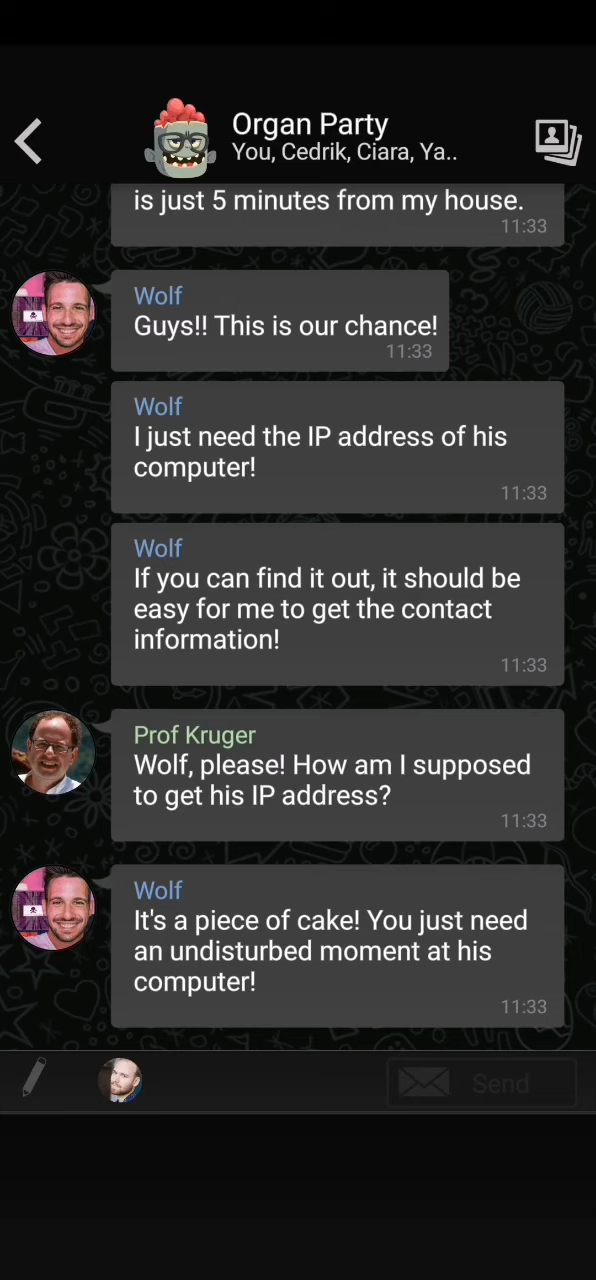 Organ Party
You, Cedrik, Ciara, Ya..
is just 5 minutes from my house.
11:33
Wolf
Guys!! This is our chance!
11:33
Wolf
I just need the IP address of his
computer!
11:33
Wolf
If you can find it out, it should be
easy for me to get the contact
information!
11:33
Prof Kruger
Wolf, please! How am I supposed
to get his IP address?
11:33
Wolf
It's a piece of cake! You just need
an undisturbed moment at his
computer!
11:33
Send